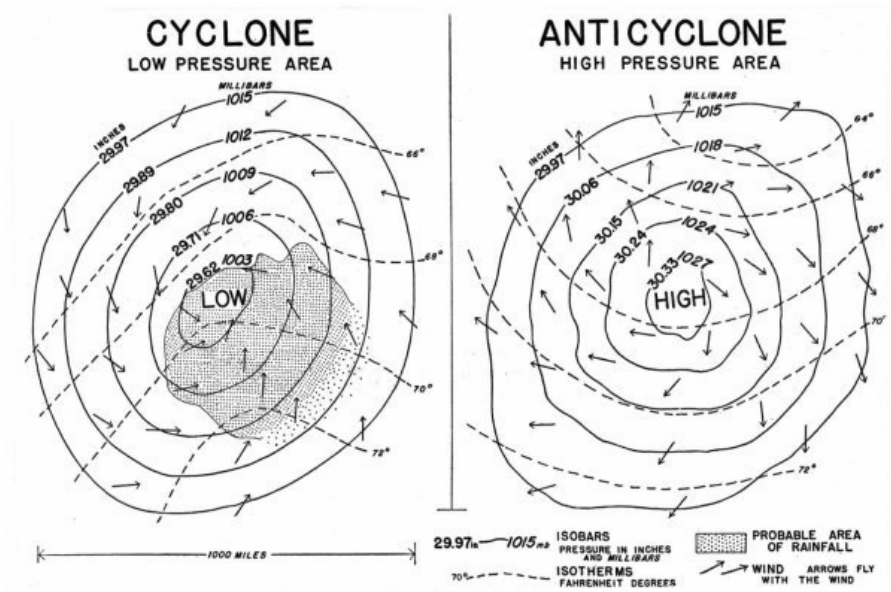 CYCLONE
LOW PRESSURE AREA
MILLIBARS
1015
INCHES
29.97
1012
29.89
1009
29.80
1006
29.71
1003
29.62
LOW
66°
68°
70°
72°
1000 MILES
ANTICYCLONE
HIGH PRESSURE AREA
MILLIBARS
1015
INCHES
29.97
1018
30.06
1021
30.15
1024
30.24
1027
30.33
HIGH
64°
66°
68°
70°
72°
29.97in 1015mb ISOBARS
PRESSURE IN INCHES
AND MILLIBARS
70° ISOTHERMS
FAHRENHEIT DEGREES
PROBABLE AREA
OF RAINFALL
WIND ARROWS FLY
WITH THE WIND